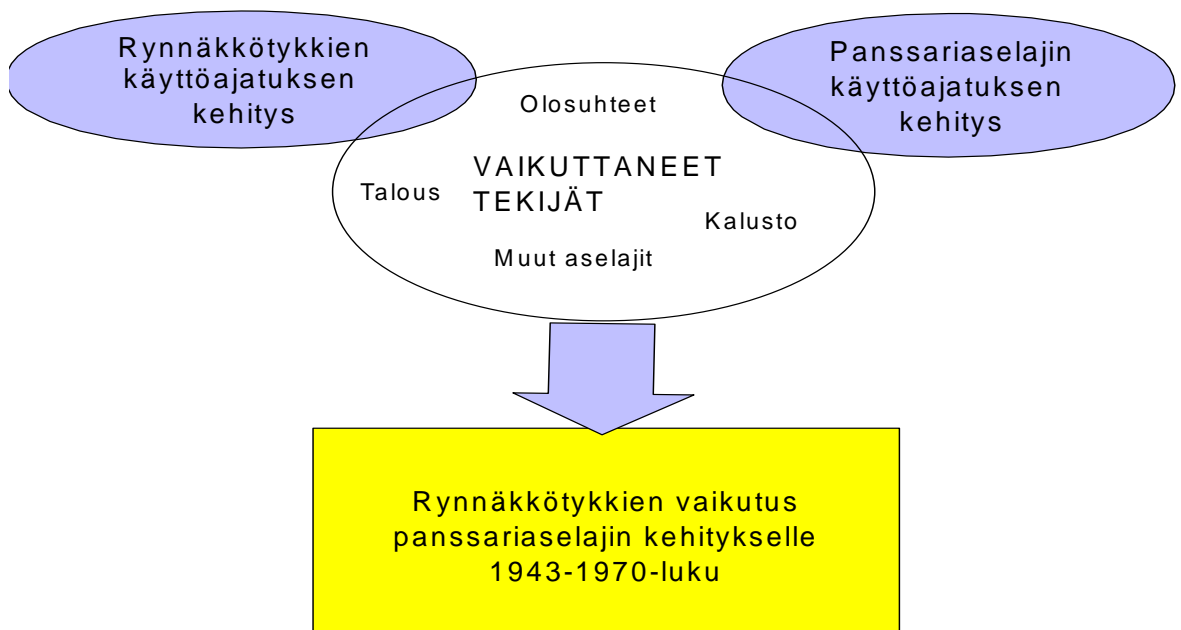 Rynnäkkötykkien
käyttöajatuksen
kehitys
Panssariaselajin
käyttöajatuksen
kehitys
Olosuhteet
VAIKUTTANEET
TEKIJÄT
Talous
Kalusto
Muut aselajit
Rynnäkkötykkien vaikutus
panssariaselajin kehitykselle
1943-1970-luku